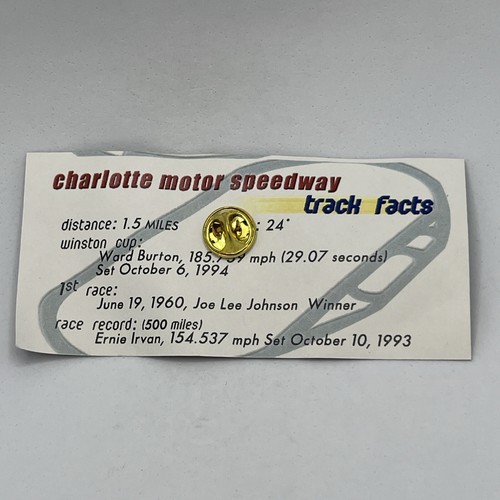 charlotte motor speedway
track facts
distance: 1.5 MILES : 24°
winston cup:
Ward Burton, 185.759 mph (29.07 seconds)
Set October 6, 1994
1st race:
June 19, 1960, Joe Lee Johnson Winner
race record: (500 miles)
Ernie Irvan, 154.537 mph Set October 10, 1993